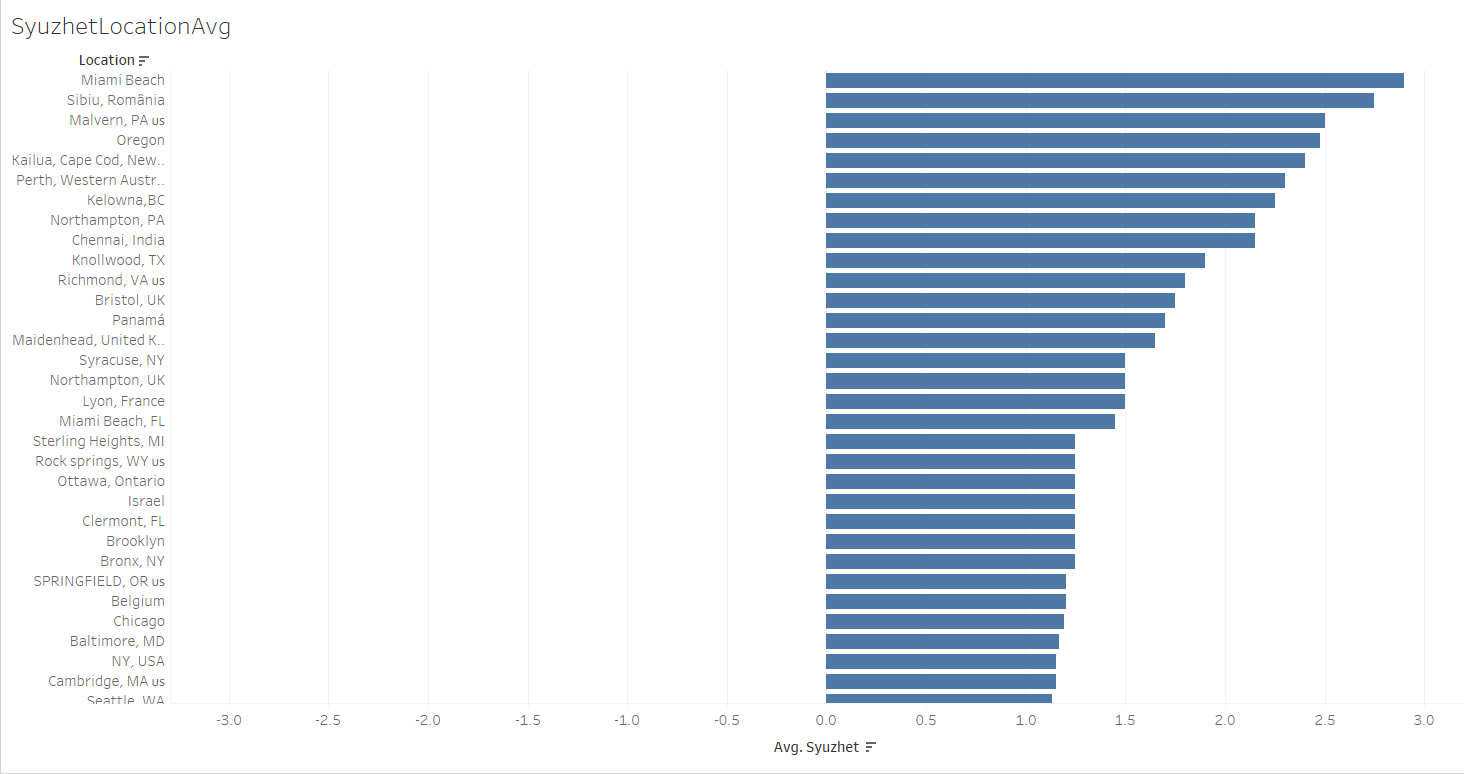 SyuzhetLocationAvg
Location
Miami Beach
Sibiu, România
Malvern, PA us
Oregon
Kailua, Cape Cod, New..
Perth, Western Austr..
Kelowna,BC
Northampton, PA
Chennai, India
Knollwood, TX
Richmond, VA us
Bristol, UK
Panamá
Maidenhead, United K..
Syracuse, NY
Northampton, UK
Lyon, France
Miami Beach, FL
Sterling Heights, MI
Rock springs, WY us
Ottawa, Ontario
Israel
Clermont, FL
Brooklyn
Bronx, NY
SPRINGFIELD, OR us
Belgium
Chicago
Baltimore, MD
NY, USA
Cambridge, MA us
Seattle, WA
-3.0 -2.5 -2.0 -1.5 -1.0 -0.5 0.0 0.5 1.0 1.5 2.0 2.5 3.0
Avg. Syuzhet